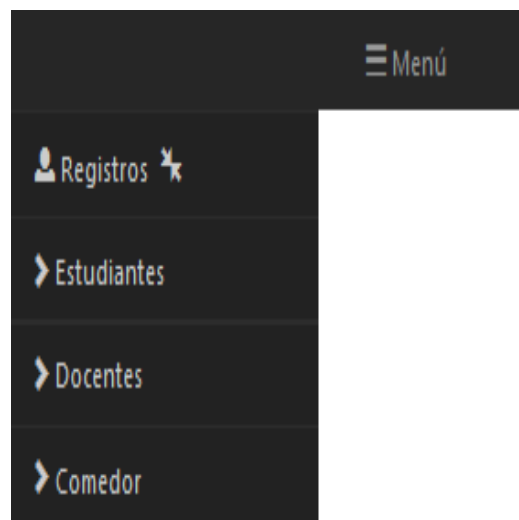 Menú
Registros
Estudiantes
Docentes
Comedor